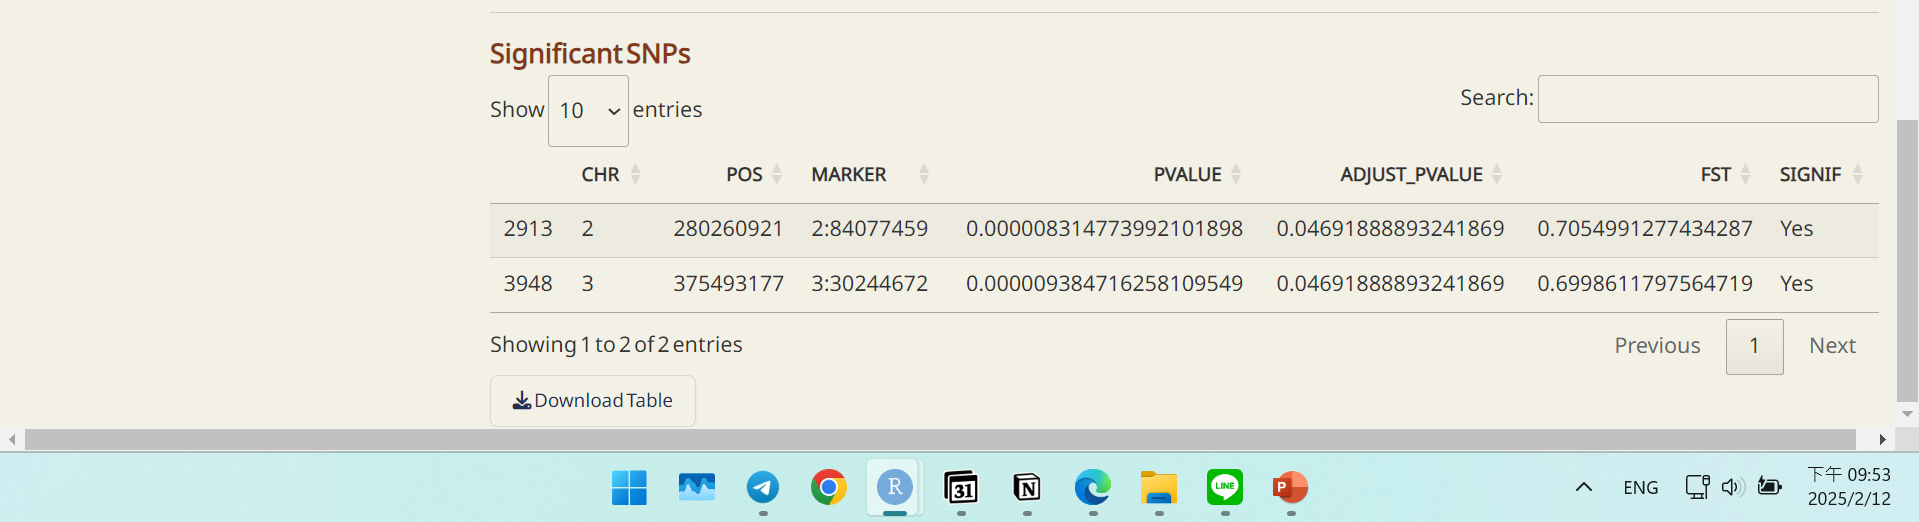 Significant SNPs
Show 10 entries
Search:
CHR POS MARKER PVALUE ADJUST_PVALUE FST SIGNIF
2913 2 280260921 2:84077459 0.000008314773992101898 0.04691888893241869 0.7054991277434287 Yes
3948 3 375493177 3:30244672 0.000009384716258109549 0.04691888893241869 0.6998611797564719 Yes
Showing 1 to 2 of 2 entries
Previous 1 Next
Download Table
R
31
N
LINE
P
ENG
下午 09:53
2025/2/12